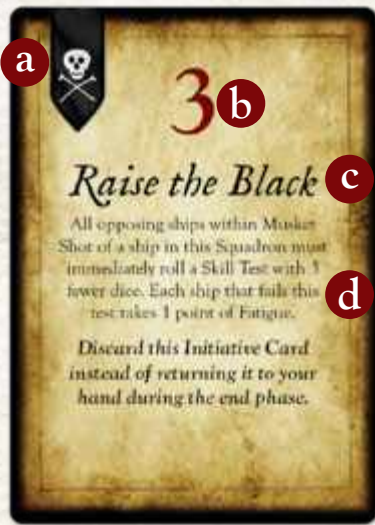 a
3 b
Raise the Black c
All opposing ships within Musket
Shot of a ship in this Squadron must
immediately roll a Skill Test with
fewer dice. Each ship that fails this d
test takes 1 point of Fatigue.
Discard this Initiative Card
instead of returning it to your
hand during the end phase.